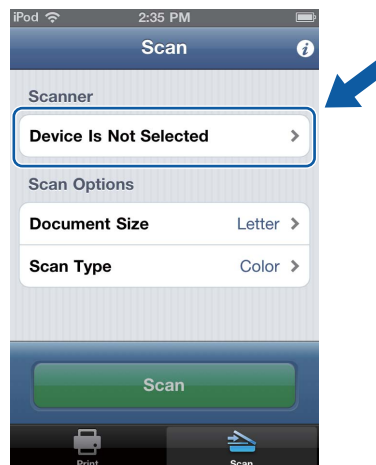 iPod 2:35 PM
Scan i
Scanner
Device Is Not Selected
Scan Options
Document Size Letter
Scan Type Color
Scan
Print Scan